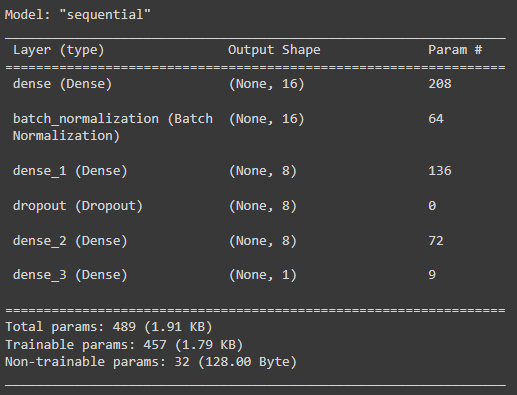 Model: "sequential"
_________________________________________________________________
Layer (type) Output Shape Param #
=================================================================
dense (Dense) (None, 16) 208
batch_normalization (Batch (None, 16) 64
Normalization)
dense_1 (Dense) (None, 8) 136
dropout (Dropout) (None, 8) 0
dense_2 (Dense) (None, 8) 72
dense_3 (Dense) (None, 1) 9
=================================================================
Total params: 489 (1.91 KB)
Trainable params: 457 (1.79 KB)
Non-trainable params: 32 (128.00 Byte)
_________________________________________________________________